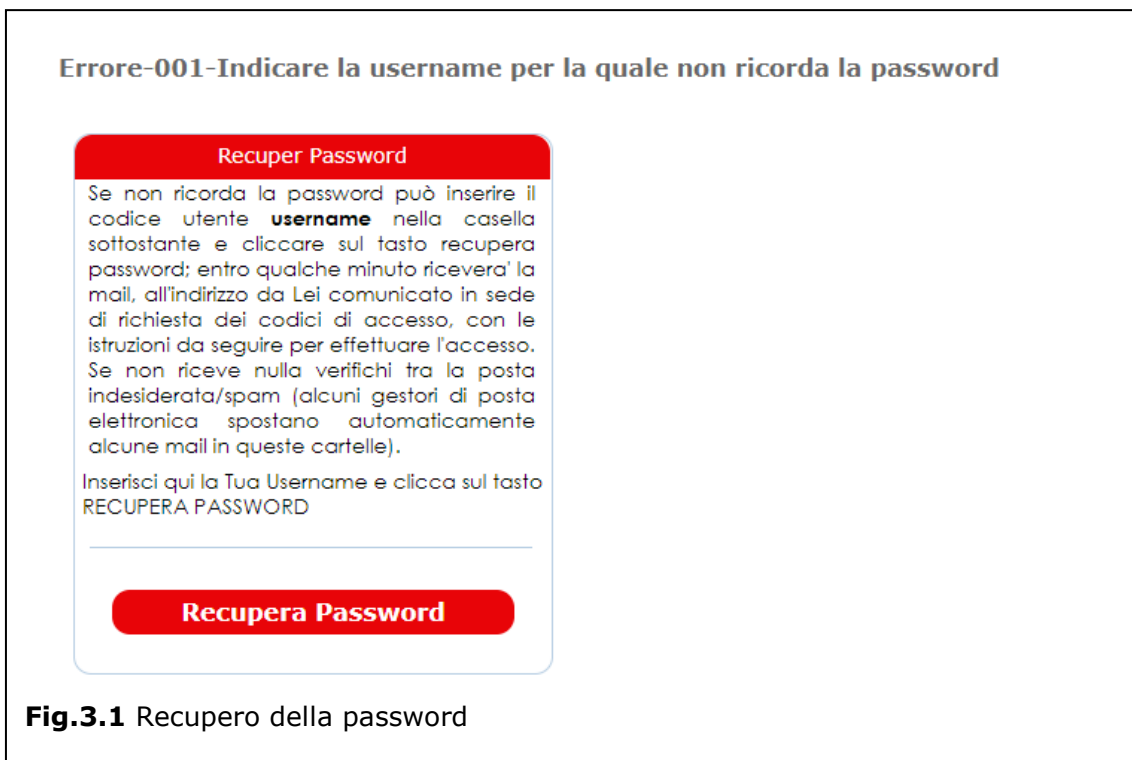 Errore-001-Indicare la username per la quale non ricorda la password
Recuper Password
Se non ricorda la password può inserire il
codice utente username nella casella
sottostante e cliccare sul tasto recupera
password; entro qualche minuto ricevera' la
mail, all'indirizzo da Lei comunicato in sede
di richiesta dei codici di accesso, con le
istruzioni da seguire per effettuare l'accesso.
Se non riceve nulla verifichi tra la posta
indesiderata/spam (alcuni gestori di posta
elettronica spostano automaticamente
alcune mail in queste cartelle).
Inserisci qui la Tua Username e clicca sul tasto
RECUPERA PASSWORD
Recupera Password
Fig.3.1 Recupero della password